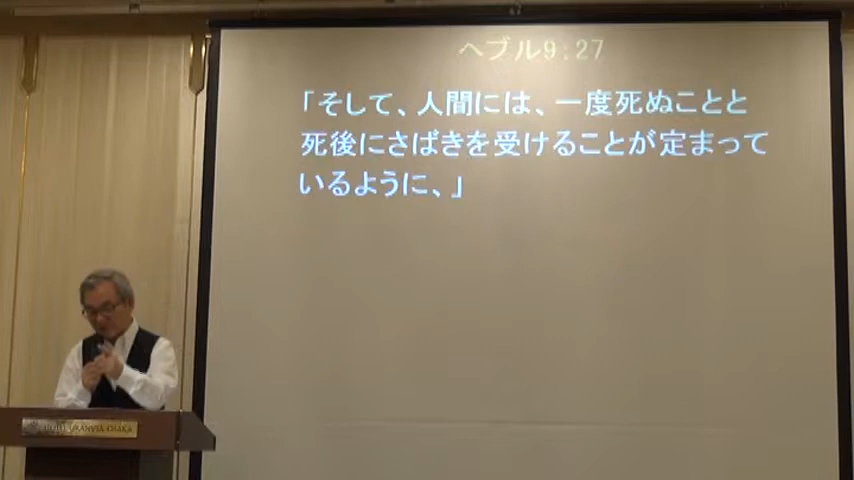 ヘブル9:27
「そして、人間には、一度死ぬことと
死後にさばきを受けることが定まって
いるように、」